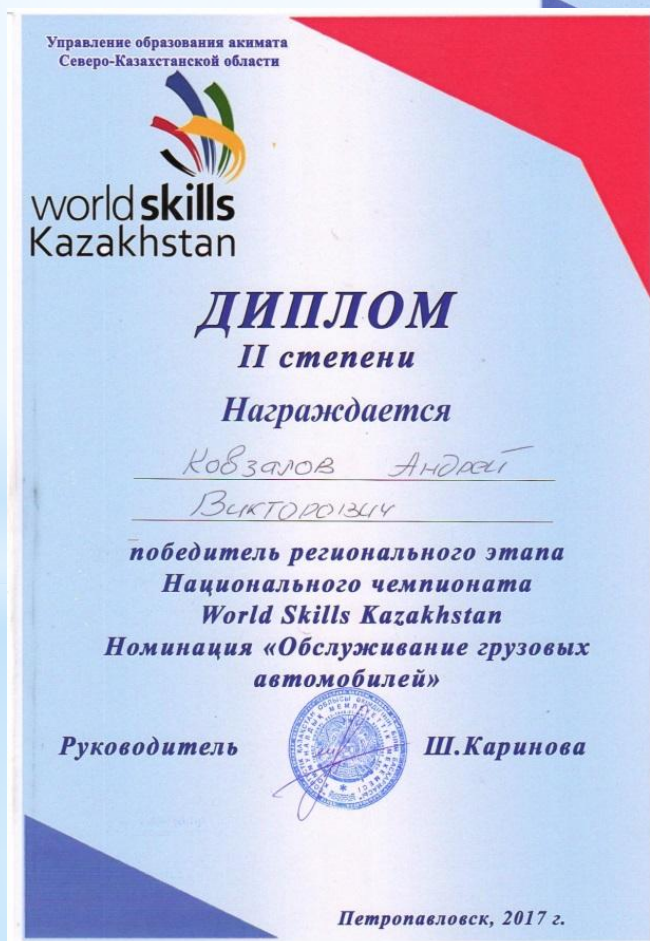 Управление образования акимата
Северо-Казахстанской области
world skills
Kazakhstan
ДИПЛОМ
II степени
Награждается
Ковзалов Андрей
Викторович
победитель регионального этапа
Национального чемпионата
World Skills Kazakhstan
Номинация «Обслуживание грузовых
автомобилей»
Руководитель Ш.Каринова
Петропавловск, 2017 г.